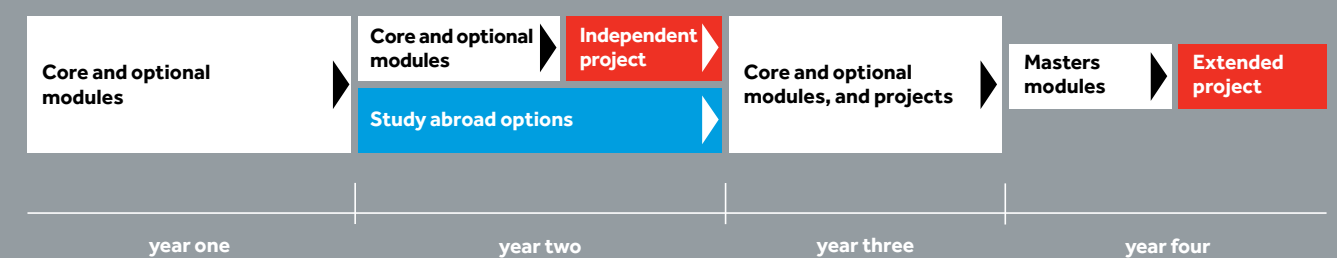 Core and optional
modules
Core and optional
modules
Independent
project
Study abroad options
Core and optional
modules, and projects
Masters
modules
Extended
project
year one
year two
year three
year four